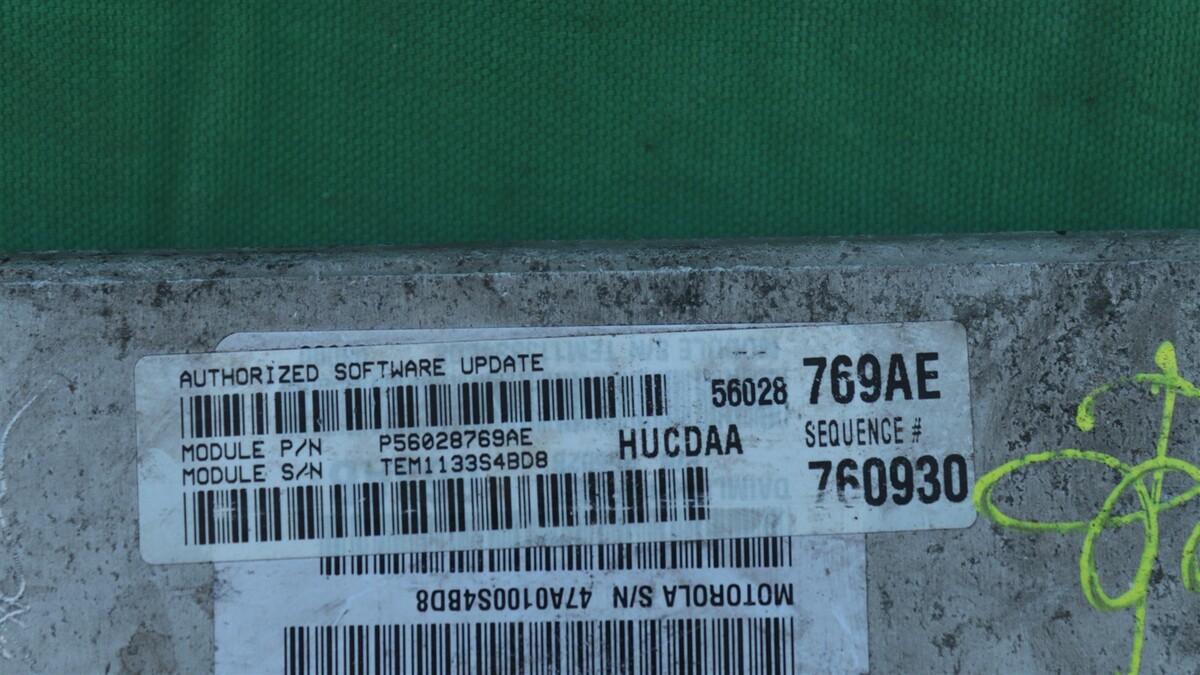 AUTHORIZED SOFTWARE UPDATE
56028 769AE
MODULE P/N P56028769AE
MODULE S/N TEM1133S4BD8
HUCDAA
SEQUENCE #
760930
MOTOROLA S/N 47A0100S4BD8